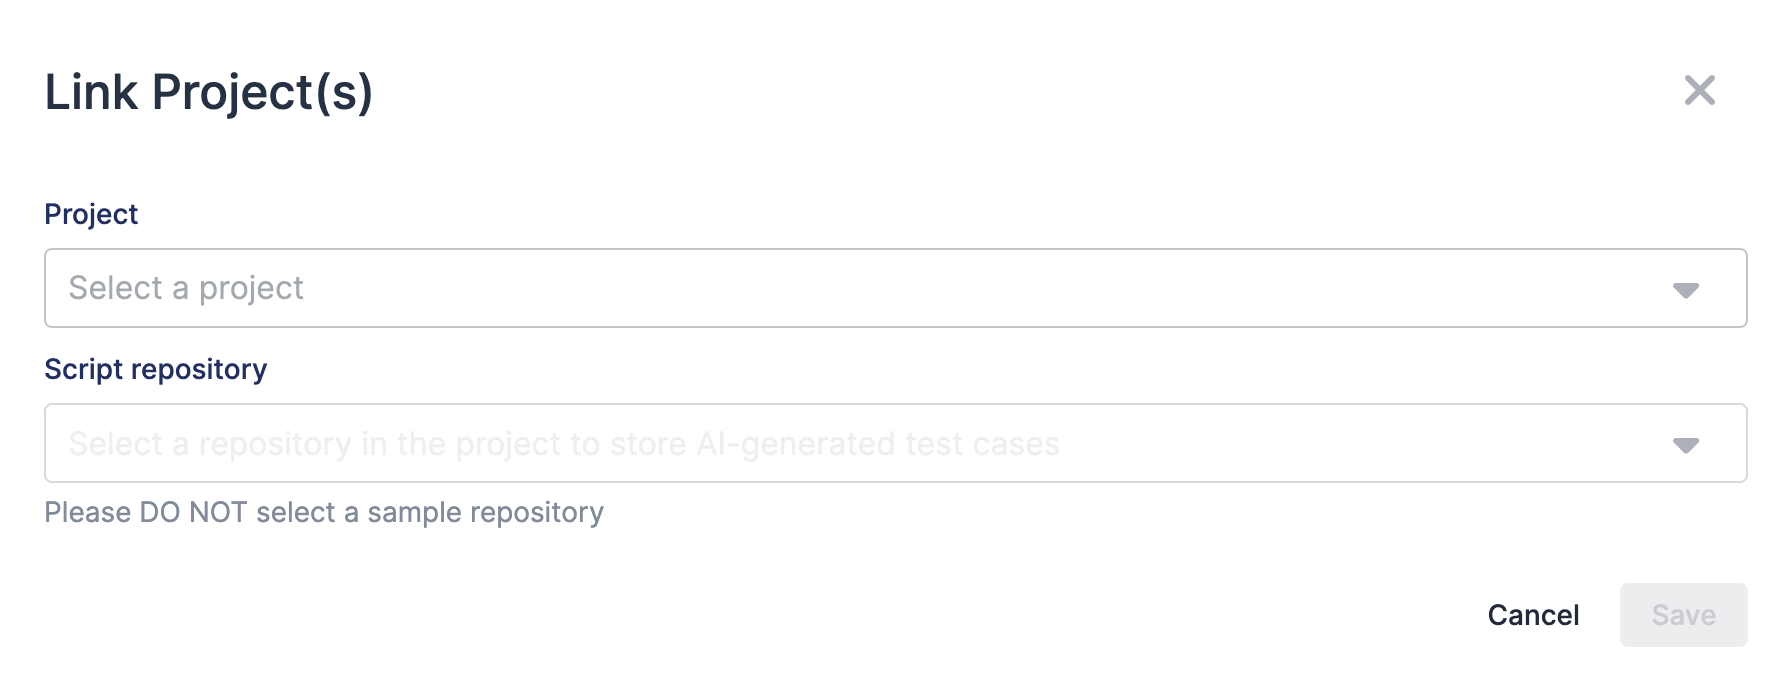 Link Project(s)
Project
Select a project
Script repository
Select a repository in the project to store AI-generated test cases
Please DO NOT select a sample repository
Cancel
Save